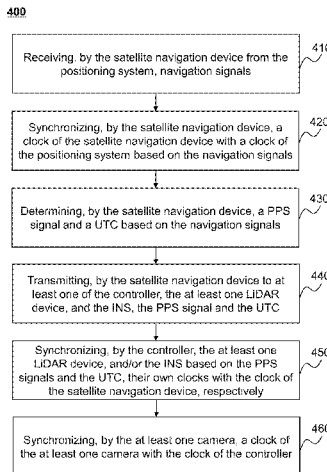 400
Receiving, by the satellite navigation device from the
positioning system, navigation signals
410
Synchronizing, by the satellite navigation device, a
clock of the satellite navigation device with a clock of
the positioning system based on the navigation signals
420
Determining, by the satellite navigation device, a PPS
signal and a UTC based on the navigation signals
430
Transmitting, by the satellite navigation device to at
least one of the controller, the at least one LiDAR
device, and the INS, the PPS signal and the UTC
440
Synchronizing, by the controller, the at least one
LiDAR device, and/or the INS based on the PPS
signals and the UTC, their own clocks with the clock of
the satellite navigation device, respectively
450
Synchronizing, by the at least one camera, a clock of
the at least one camera with the clock of the controller
460